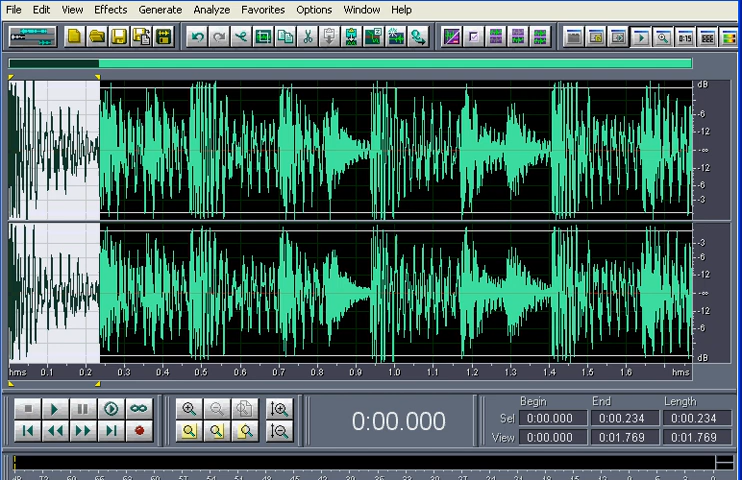 File Edit View Effects Generate Analyze Favorites Options Window Help
0:15
dB
-6
-12
-∞
-12
-6
-3
-3
-6
-12
-∞
-12
-6
dB
hms 0.1 0.2 0.3 0.4 0.5 0.6 0.7 0.8 0.9 1.0 1.1 1.2 1.3 1.4 1.5 1.6 hms
0:00.000
Begin End Length
Sel 0:00.000 0:00.234 0:00.234
View 0:00.000 0:01.769 0:01.769